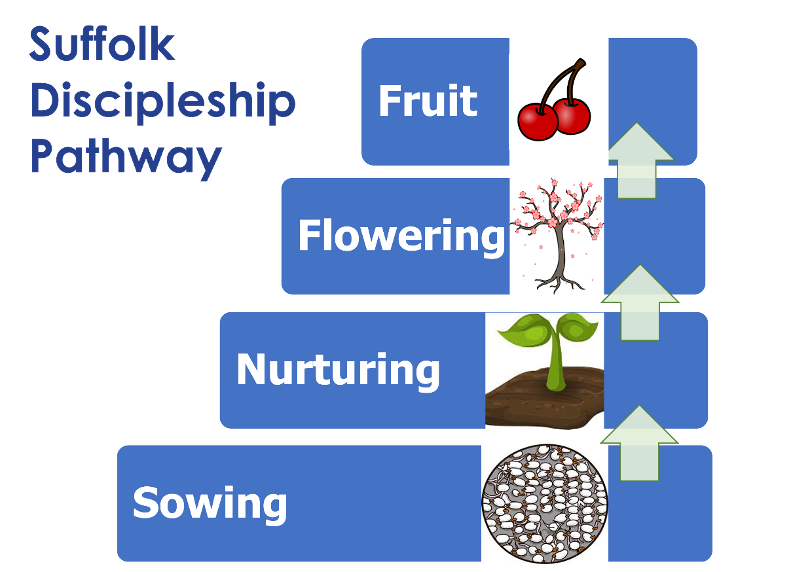 Suffolk
Discipleship
Pathway
Fruit
Flowering
Nurturing
Sowing